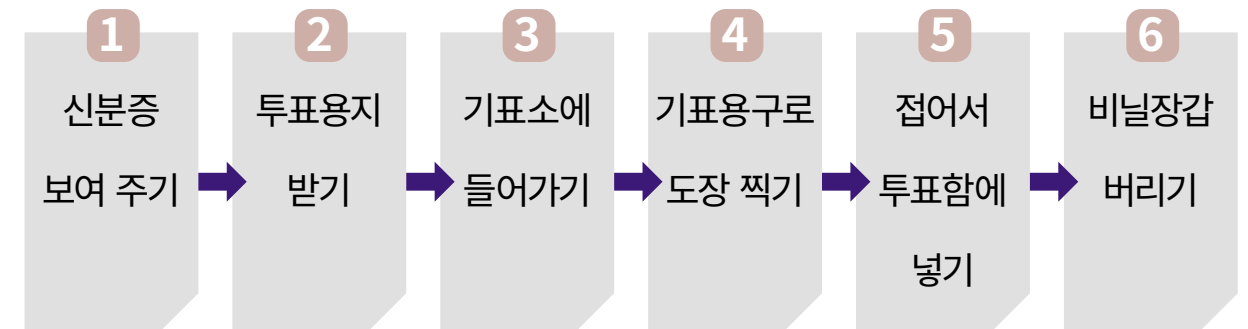 1
신분증
보여 주기
2
투표용지
받기
3
기표소에
들어가기
4
기표용구로
도장 찍기
5
접어서
투표함에
넣기
6
비닐장갑
버리기